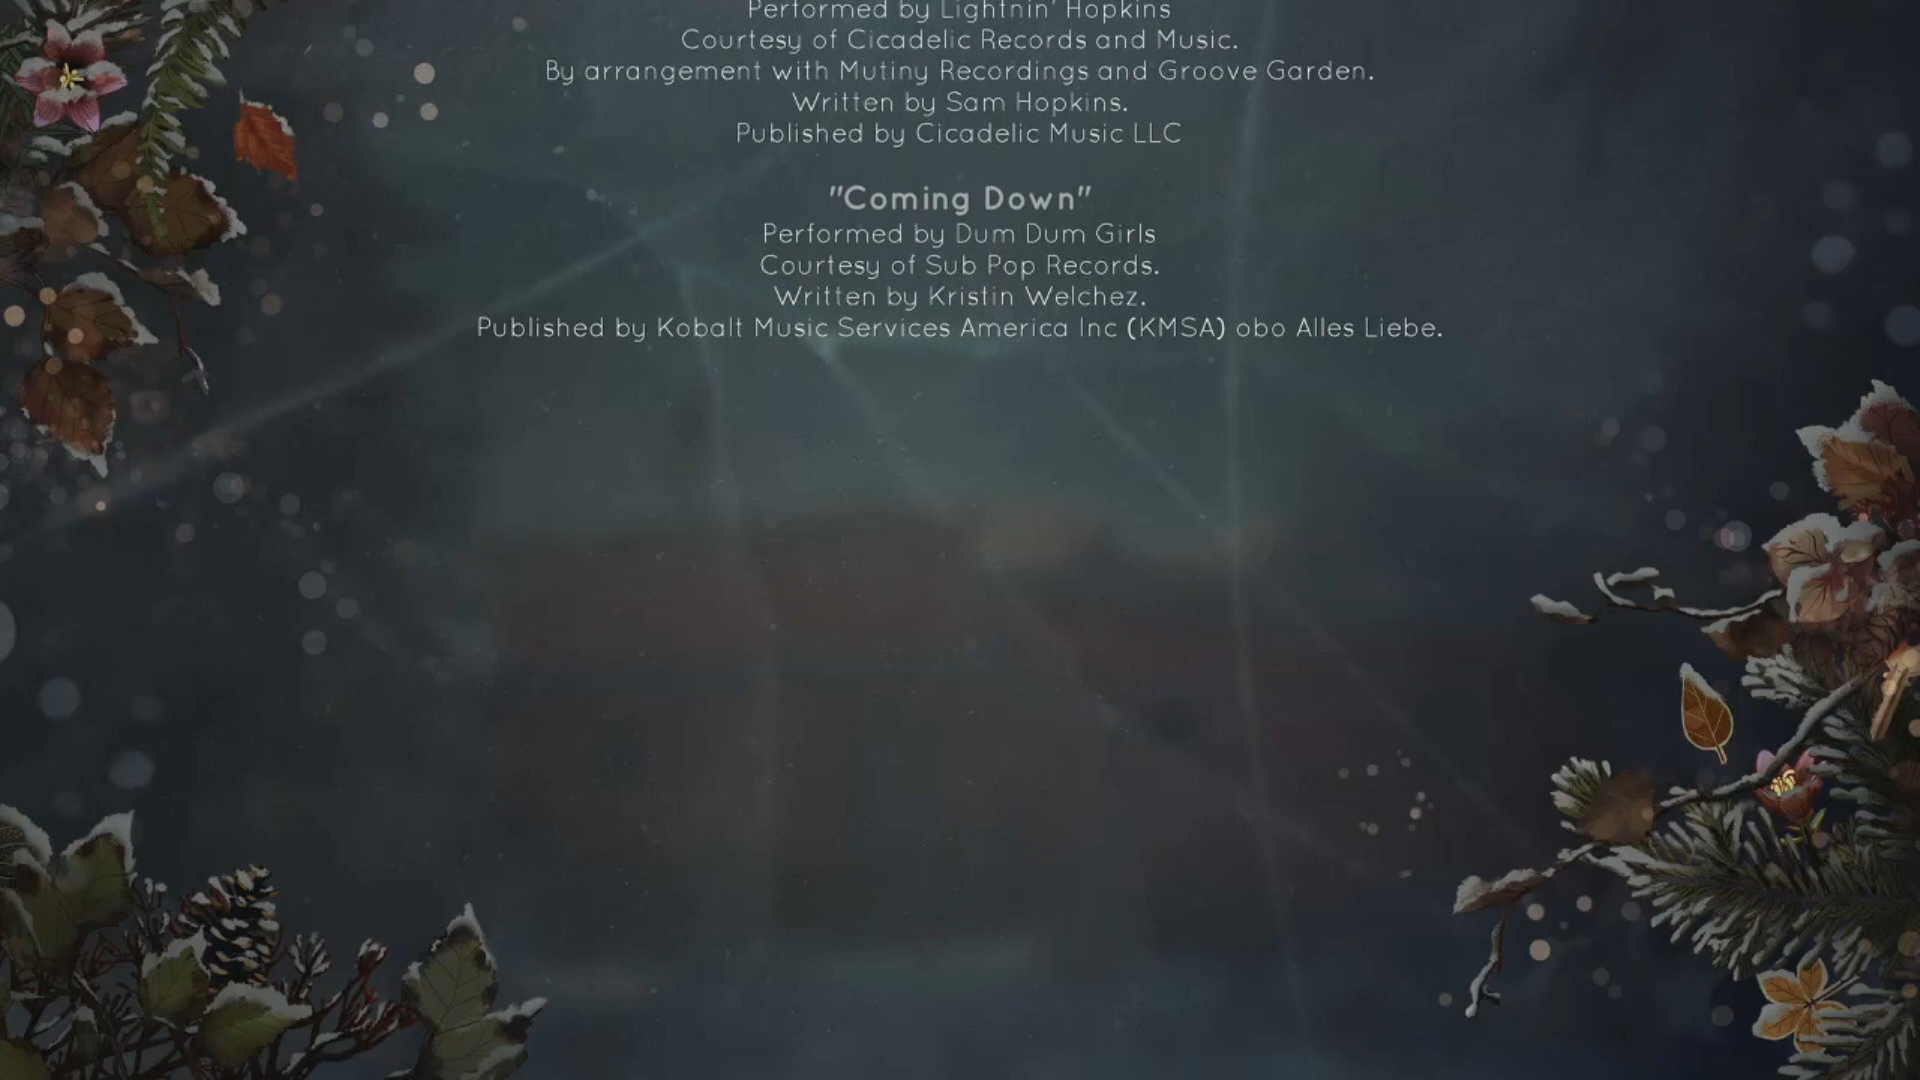 Performed by Lightnin' Hopkins
Courtesy of Cicadelic Records and Music.
By arrangement with Mutiny Recordings and Groove Garden.
Written by Sam Hopkins.
Published by Cicadelic Music LLC
"Coming Down"
Performed by Dum Dum Girls
Courtesy of Sub Pop Records.
Written by Kristin Welchez.
Published by Kobalt Music Services America Inc (KMSA) obo Alles Liebe.